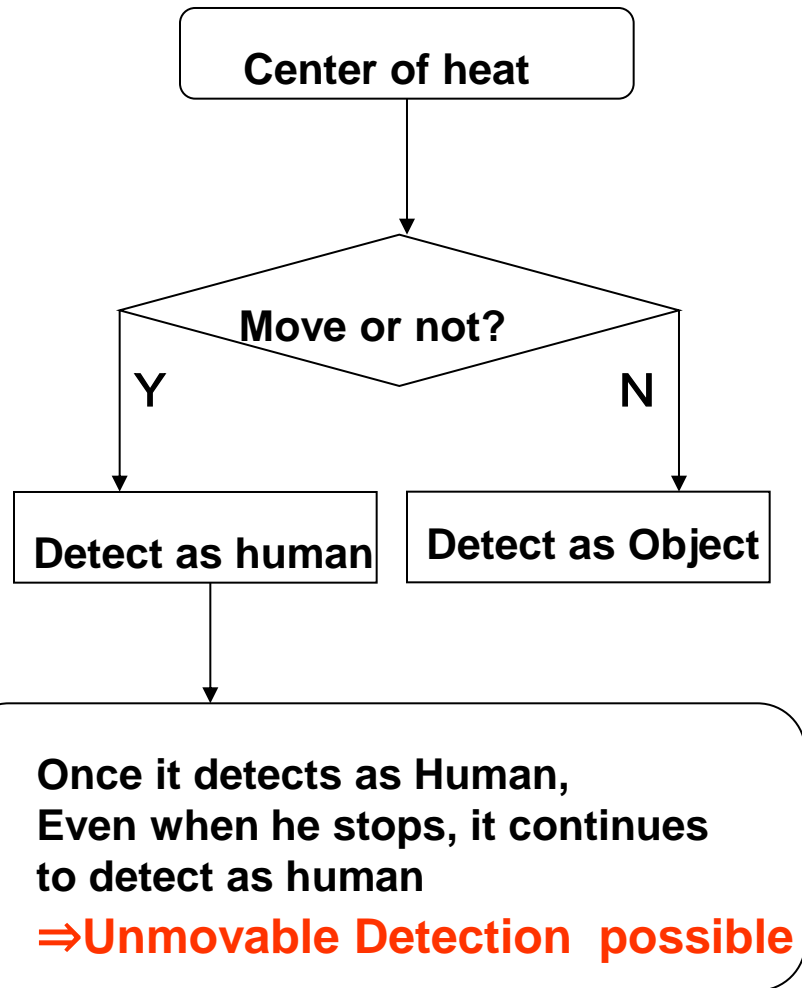 Center of heat
Move or not?
Y
N
Detect as human
Detect as Object
Once it detects as Human,
Even when he stops, it continues
to detect as human
⇒Unmovable Detection possible